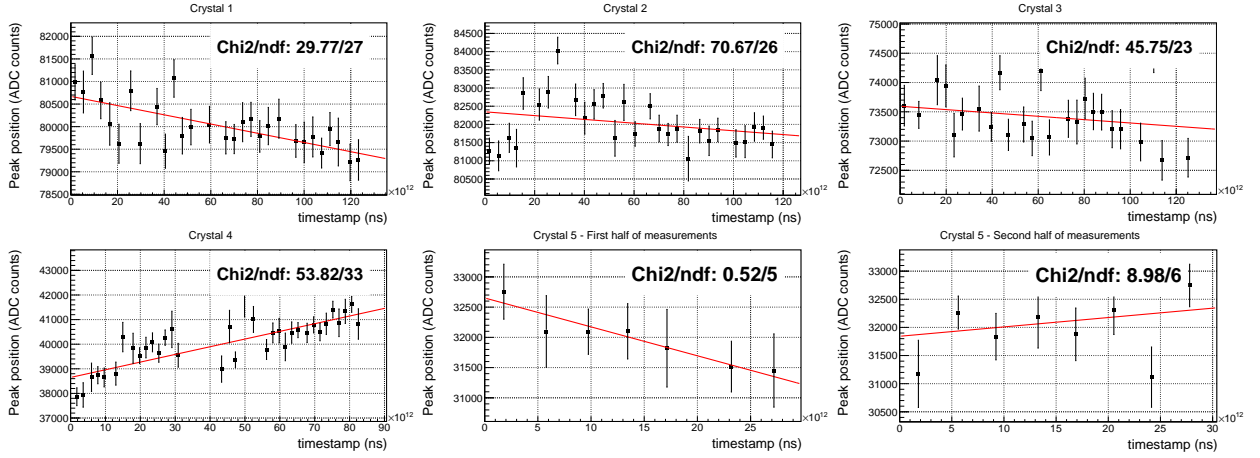 Crystal 1
Peak position (ADC counts)
Chi2/ndf: 29.77/27
82000
81500
81000
80500
80000
79500
79000
78500
0 20 40 60 80 100 120
×10¹²
timestamp (ns)
Crystal 2
Peak position (ADC counts)
Chi2/ndf: 70.67/26
84500
84000
83500
83000
82500
82000
81500
81000
80500
0 20 40 60 80 100 120
×10¹²
timestamp (ns)
Crystal 3
Peak position (ADC counts)
Chi2/ndf: 45.75/23
75000
74500
74000
73500
73000
72500
0 20 40 60 80 100 120
×10¹²
timestamp (ns)
Crystal 4
Peak position (ADC counts)
Chi2/ndf: 53.82/33
43000
42000
41000
40000
39000
38000
37000
0 10 20 30 40 50 60 70 80 90
×10¹²
timestamp (ns)
Crystal 5 - First half of measurements
Peak position (ADC counts)
Chi2/ndf: 0.52/5
33000
32500
32000
31500
31000
0 5 10 15 20 25
×10¹²
timestamp (ns)
Crystal 5 - Second half of measurements
Peak position (ADC counts)
Chi2/ndf: 8.98/6
33000
32500
32000
31500
31000
30500
0 5 10 15 20 25 30
×10¹²
timestamp (ns)